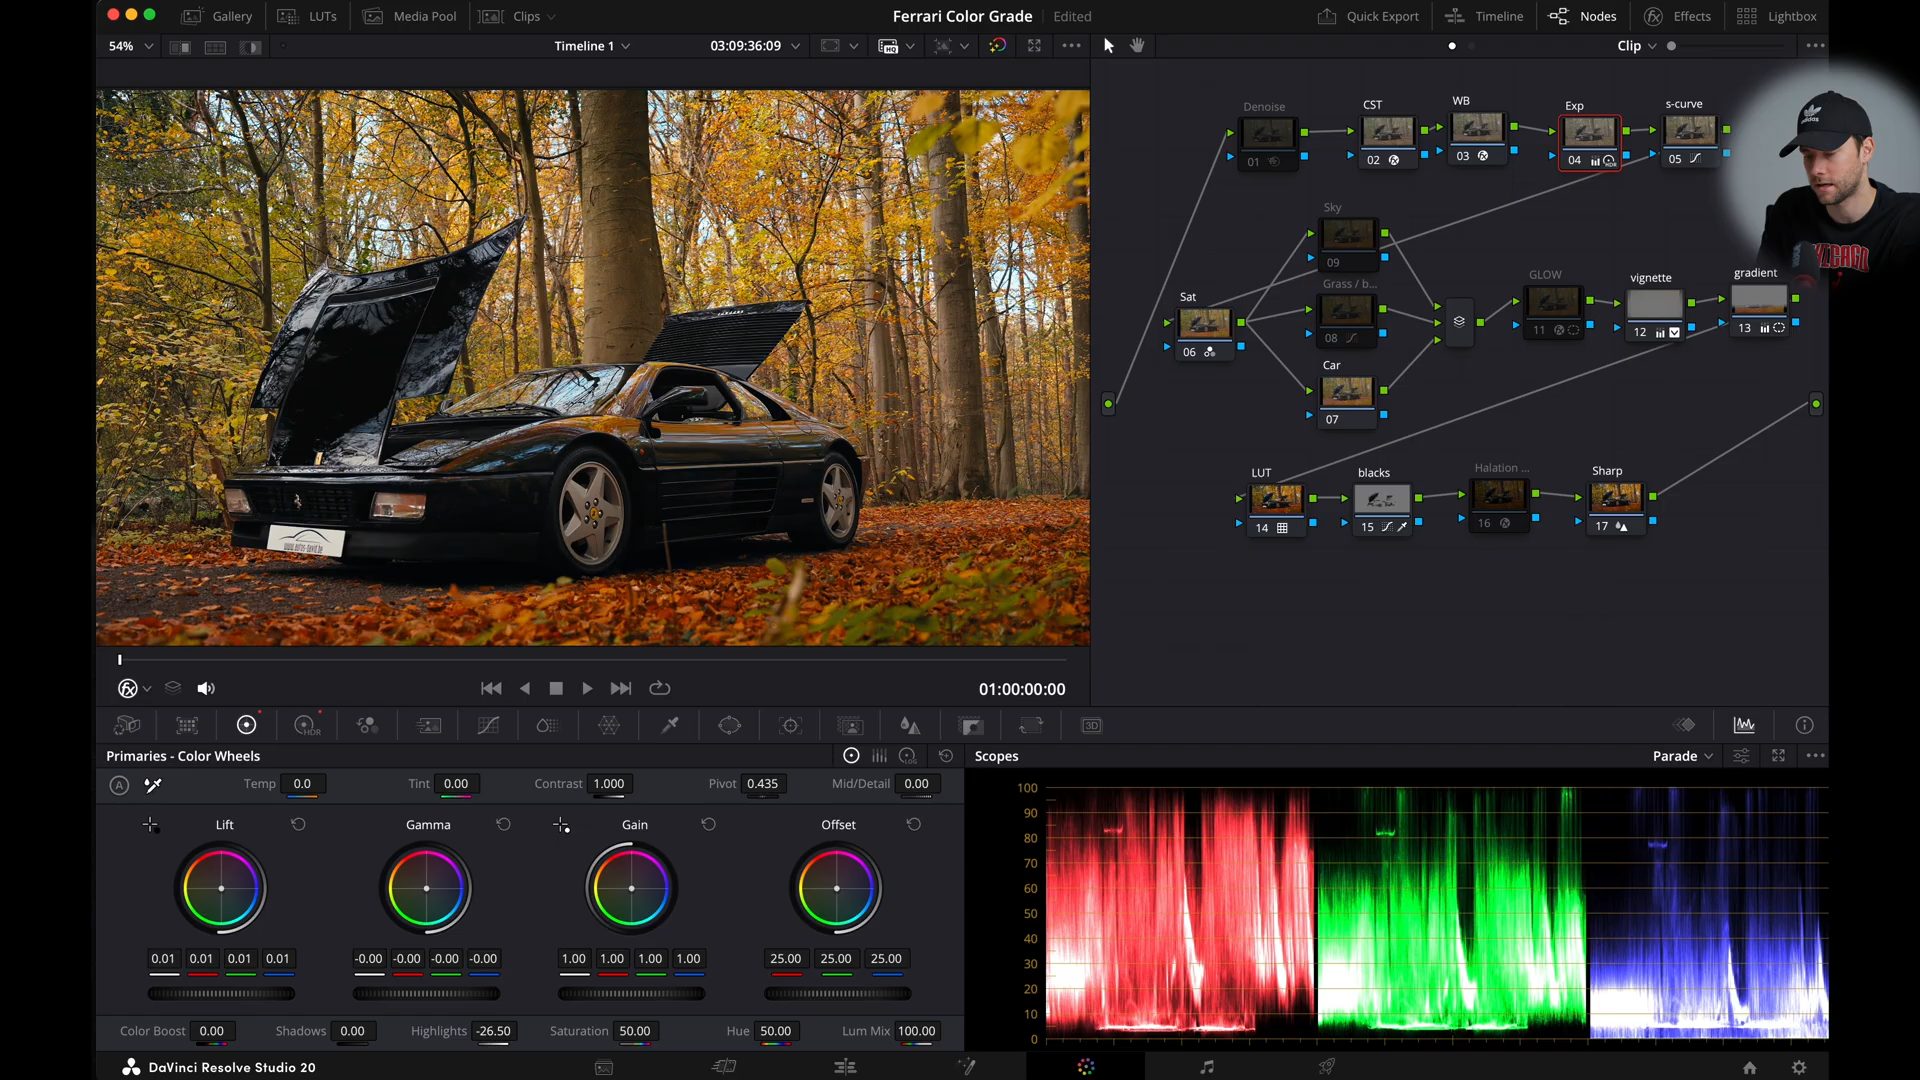 Gallery
LUTs
Media Pool
Clips
Ferrari Color Grade
Edited
Quick Export
Timeline
Nodes
Effects
Lightbox
54%
Timeline 1
03:09:36:09
HQ
Clip
Denoise
CST
WB
Exp
s-curve
01
02
03
04
HDR
05
Sky
09
Sat
Grass / b...
GLOW
vignette
gradient
06
08
11
12
13
Car
07
LUT
blacks
Halation ...
Sharp
14
15
16
17
adidas
CHICAGO
01:00:00:00
HDR
3D
Primaries - Color Wheels
LOG
Scopes
Parade
A
Temp 0.0
Tint 0.00
Contrast 1.000
Pivot 0.435
Mid/Detail 0.00
Lift
Gamma
Gain
Offset
0.01 0.01 0.01 0.01
-0.00 -0.00 -0.00 -0.00
1.00 1.00 1.00 1.00
25.00 25.00 25.00
Color Boost 0.00
Shadows 0.00
Highlights -26.50
Saturation 50.00
Hue 50.00
Lum Mix 100.00
100
90
80
70
60
50
40
30
20
10
0
DaVinci Resolve Studio 20